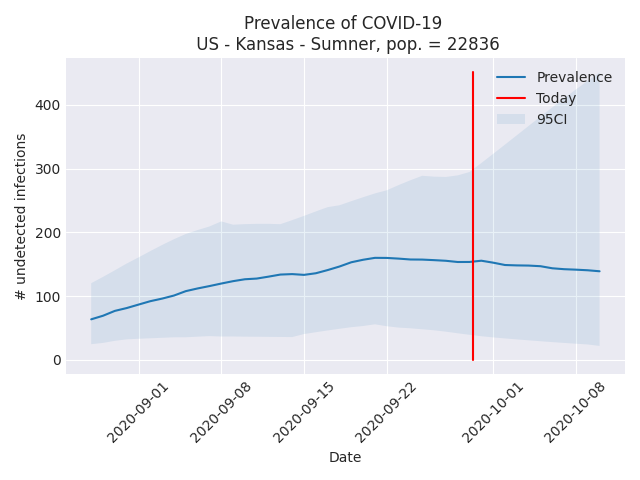 Prevalence of COVID-19
US - Kansas - Sumner, pop. = 22836
Prevalence
Today
95CI
400
300
200
100
0
# undetected infections
2020-09-01
2020-09-08
2020-09-15
2020-09-22
2020-10-01
2020-10-08
Date